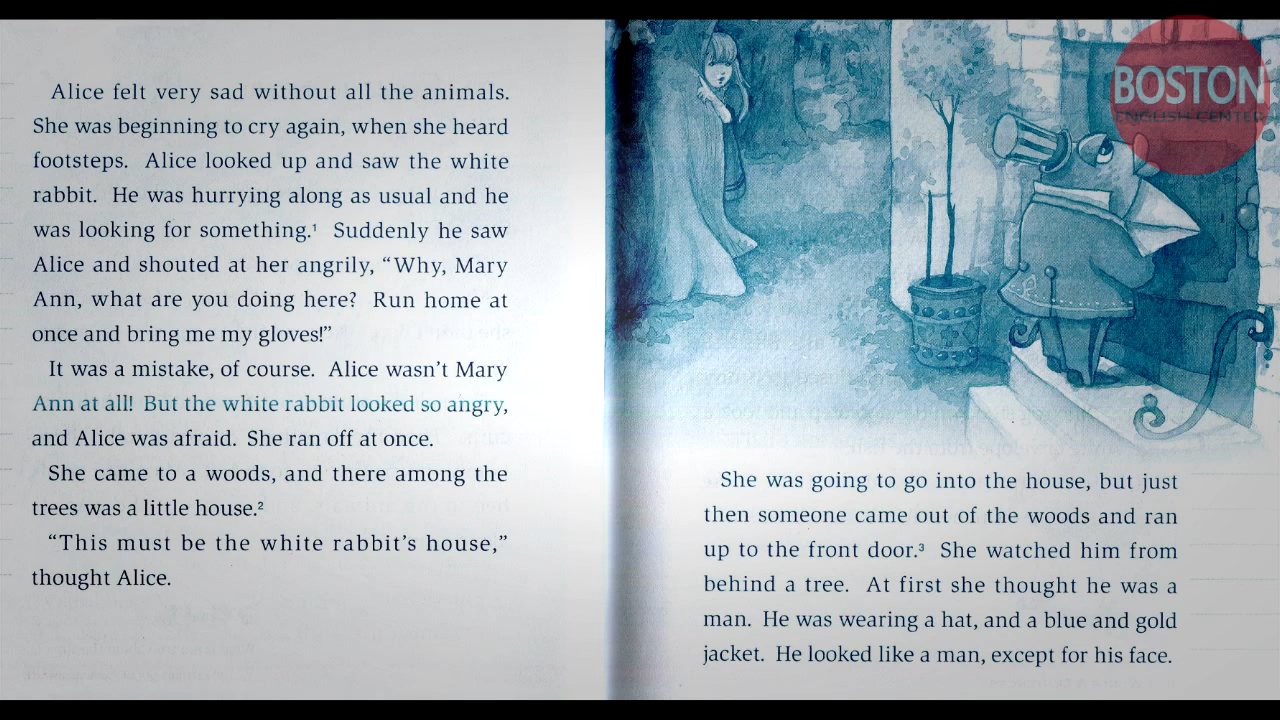 Alice felt very sad without all the animals.
She was beginning to cry again, when she heard
footsteps. Alice looked up and saw the white
rabbit. He was hurrying along as usual and he
was looking for something.¹ Suddenly he saw
Alice and shouted at her angrily, “Why, Mary
Ann, what are you doing here? Run home at
once and bring me my gloves!”
It was a mistake, of course. Alice wasn’t Mary
Ann at all! But the white rabbit looked so angry,
and Alice was afraid. She ran off at once.
She came to a woods, and there among the
trees was a little house.²
“This must be the white rabbit’s house,”
thought Alice.
BOSTON
ENGLISH CENTER
She was going to go into the house, but just
then someone came out of the woods and ran
up to the front door.³ She watched him from
behind a tree. At first she thought he was a
man. He was wearing a hat, and a blue and gold
jacket. He looked like a man, except for his face.